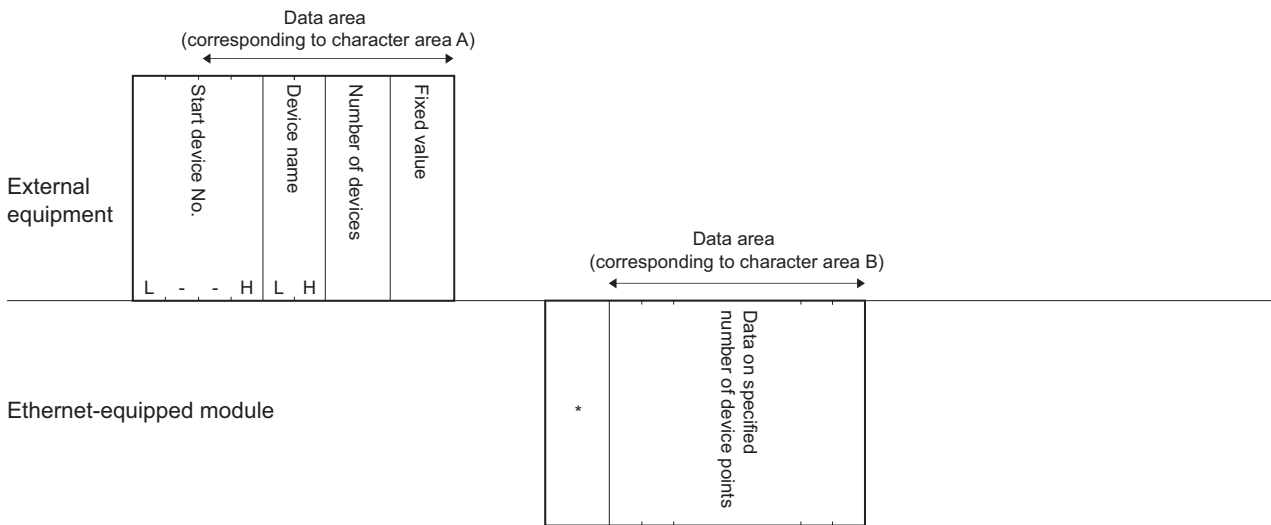 Data area
(corresponding to character area A)
Start device No.
Device name
Number of devices
Fixed value
External
equipment
L - - H L H
Data area
(corresponding to character area B)
Ethernet-equipped module
*
Data on specified
number of device points